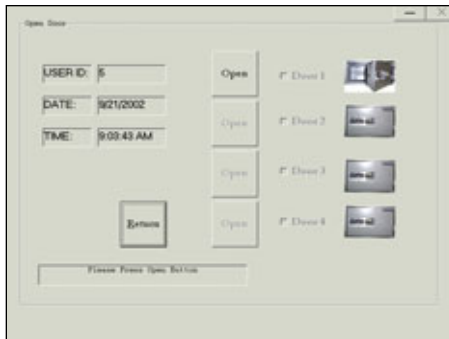 Open Door
USER ID: 5 Open Door 1
DATE: 9/21/2002 Open Door 2
TIME: 9:03:43 AM
Open Door 3
Return Open Door 4
Please Press Open Button